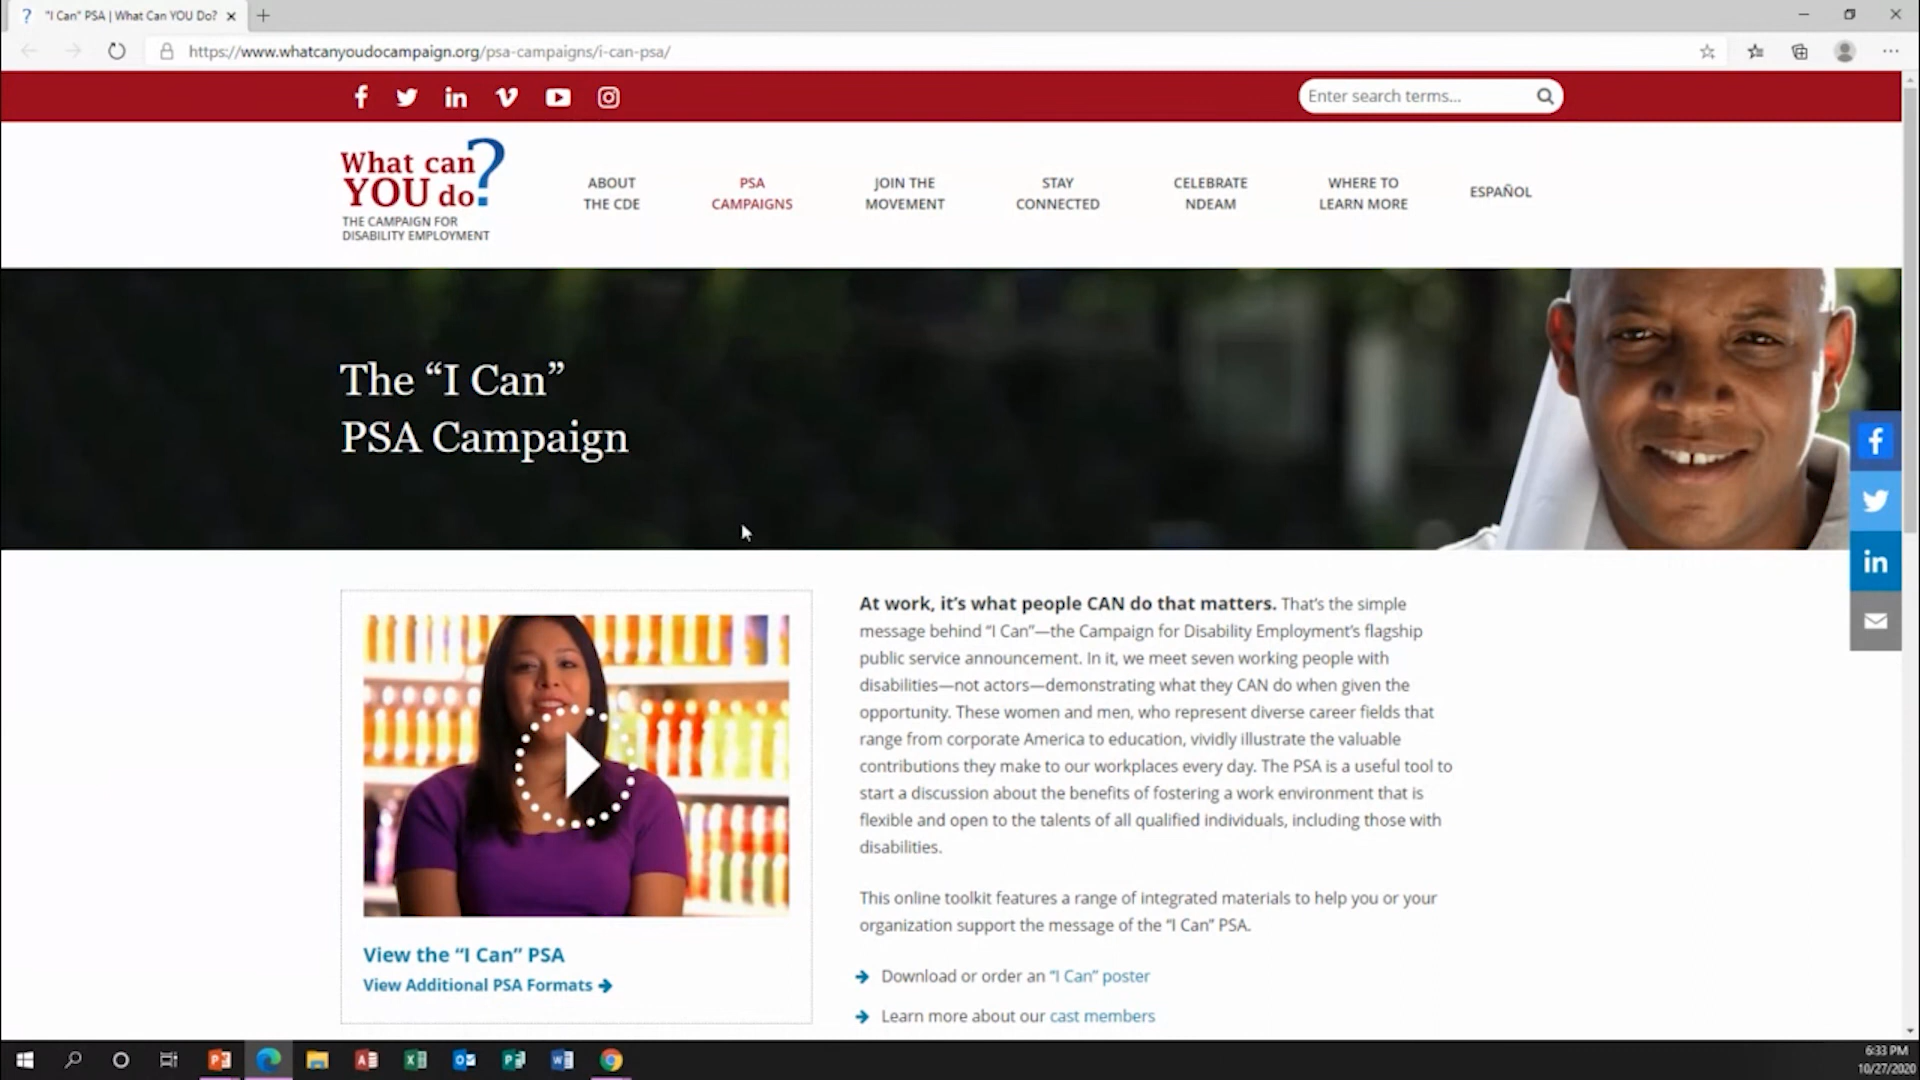 "I Can" PSA | What Can YOU Do?
https://www.whatcanyoudocampaign.org/psa-campaigns/i-can-psa/
Enter search terms...
What can
YOU do?
THE CAMPAIGN FOR
DISABILITY EMPLOYMENT
ABOUT
THE CDE
PSA
CAMPAIGNS
JOIN THE
MOVEMENT
STAY
CONNECTED
CELEBRATE
NDEAM
WHERE TO
LEARN MORE
ESPAÑOL
The “I Can”
PSA Campaign
View the “I Can” PSA
View Additional PSA Formats
At work, it’s what people CAN do that matters. That’s the simple
message behind “I Can”—the Campaign for Disability Employment’s flagship
public service announcement. In it, we meet seven working people with
disabilities—not actors—demonstrating what they CAN do when given the
opportunity. These women and men, who represent diverse career fields that
range from corporate America to education, vividly illustrate the valuable
contributions they make to our workplaces every day. The PSA is a useful tool to
start a discussion about the benefits of fostering a work environment that is
flexible and open to the talents of all qualified individuals, including those with
disabilities.
This online toolkit features a range of integrated materials to help you or your
organization support the message of the “I Can” PSA.
Download or order an “I Can” poster
Learn more about our cast members
6:33 PM
10/27/2020